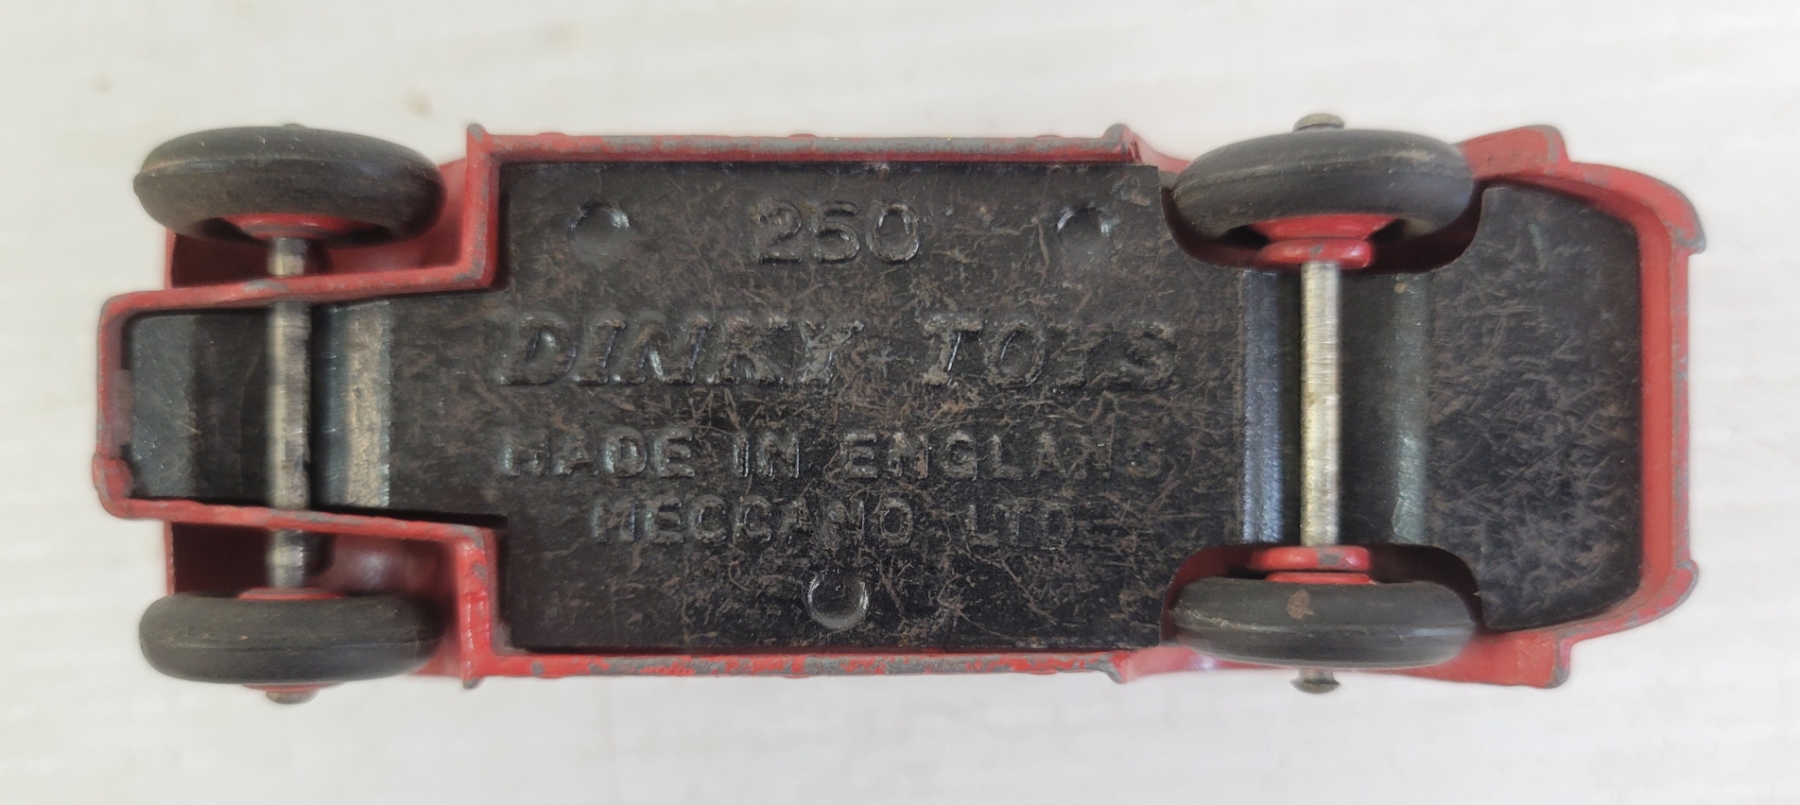 250
DINKY TOYS
MADE IN ENGLAND
MECCANO LTD